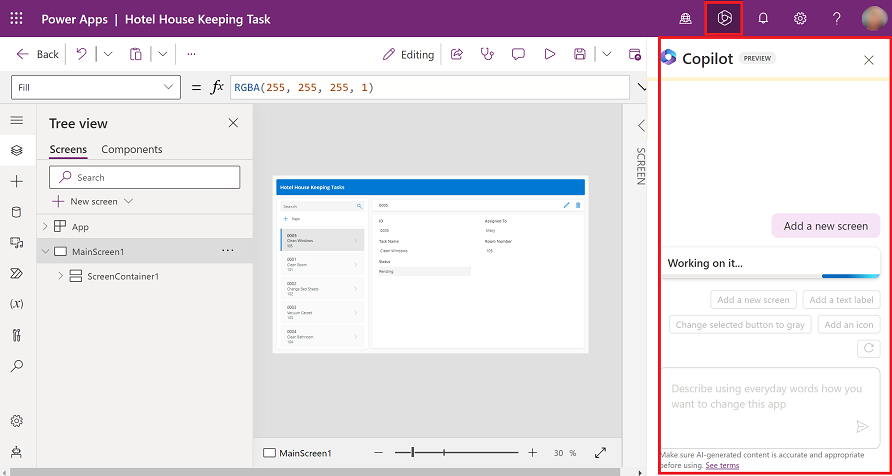 Power Apps | Hotel House Keeping Task
Back
Editing
Fill
= fx RGBA(255, 255, 255, 1)
Tree view
Screens Components
Search
New screen
App
MainScreen1
ScreenContainer1
Hotel House Keeping Tasks
Search
New
0005
Clean Windows
105
0001
Clean Room
101
0002
Change Bed Sheets
102
0003
Vacuum Carpet
103
0004
Clean Bathroom
104
0005
ID
0005
Assigned To
Mary
Task Name
Clean Windows
Room Number
105
Status
Pending
SCREEN
MainScreen1
30 %
Copilot PREVIEW
Add a new screen
Working on it...
Add a new screen Add a text label
Change selected button to gray Add an icon
Describe using everyday words how you
want to change this app
Make sure AI-generated content is accurate and appropriate
before using. See terms